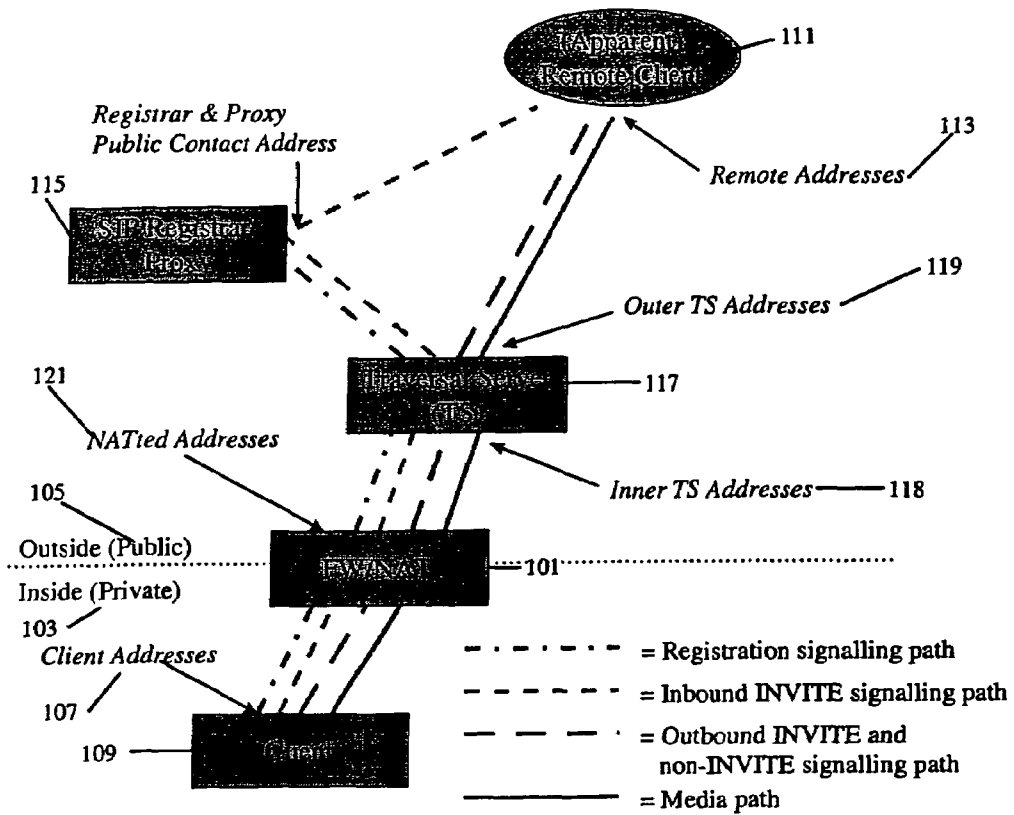 (Apparent)
Remote Client
111
Registrar & Proxy
Public Contact Address
113
Remote Addresses
115
SIP Registrar
Proxy
119
Outer TS Addresses
121
Traversal Server
(TS)
117
NATted Addresses
Inner TS Addresses
118
105
Outside (Public)
FW/NAT
101
Inside (Private)
103
Client Addresses
= Registration signalling path
107
= Inbound INVITE signalling path
109
Client
= Outbound INVITE and
non-INVITE signalling path
= Media path